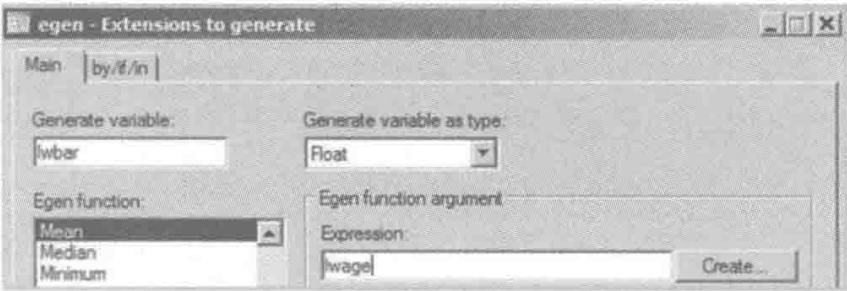 egen - Extensions to generate
Main by/if/in
Generate variable: Generate variable as type:
lwbar Float
Egen function: Egen function argument
Mean Expression:
Median lwage Create...
Minimum